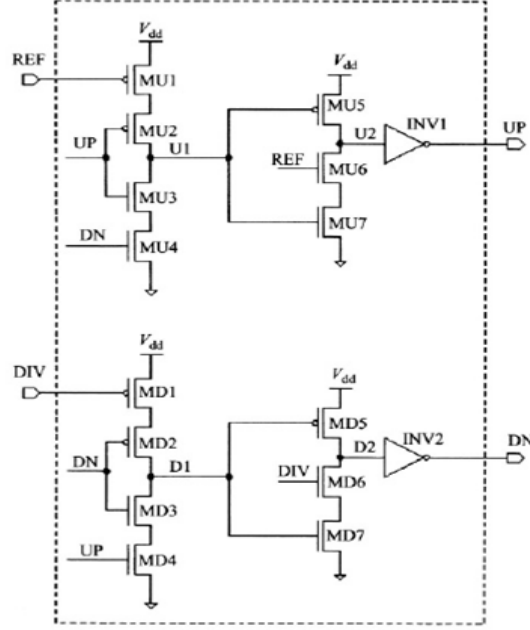 Vdd
REF
MU1
Vdd
MU5
MU2
INV1
UP
UP
U1
U2
REF
MU6
MU3
DN
MU4
MU7
Vdd
DIV
MD1
Vdd
MD5
MD2
INV2
DN
DN
D1
D2
DIV
MD6
MD3
UP
MD4
MD7